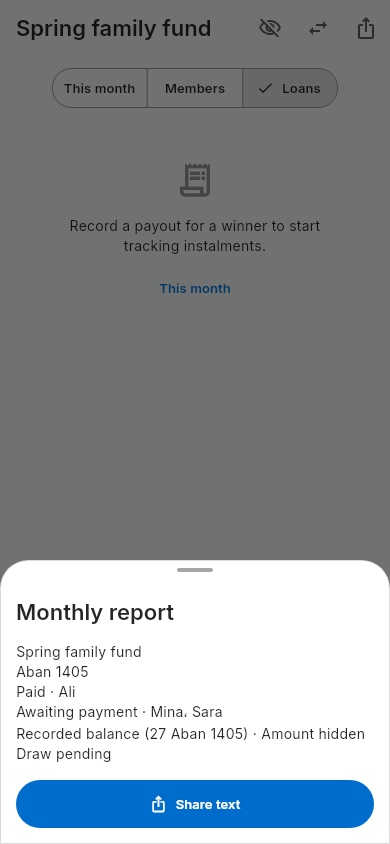 Spring family fund
This month
Members
Loans
Record a payout for a winner to start
tracking instalments.
This month
Monthly report
Spring family fund
Aban 1405
Paid · Ali
Awaiting payment · Mina، Sara
Recorded balance (27 Aban 1405) · Amount hidden
Draw pending
Share text